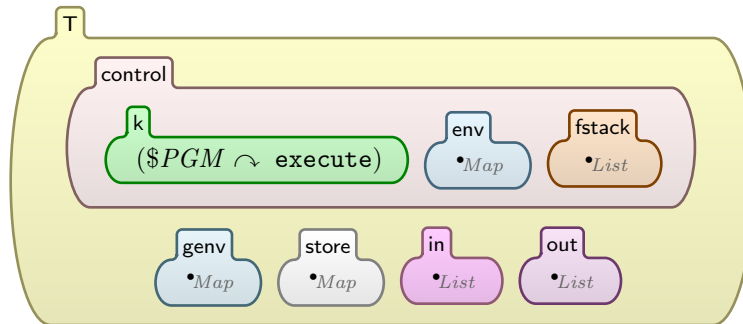 T
control
k
env
fstack
($PGM ↷ execute)
•Map
•List
genv
store
in
out
•Map
•Map
•List
•List